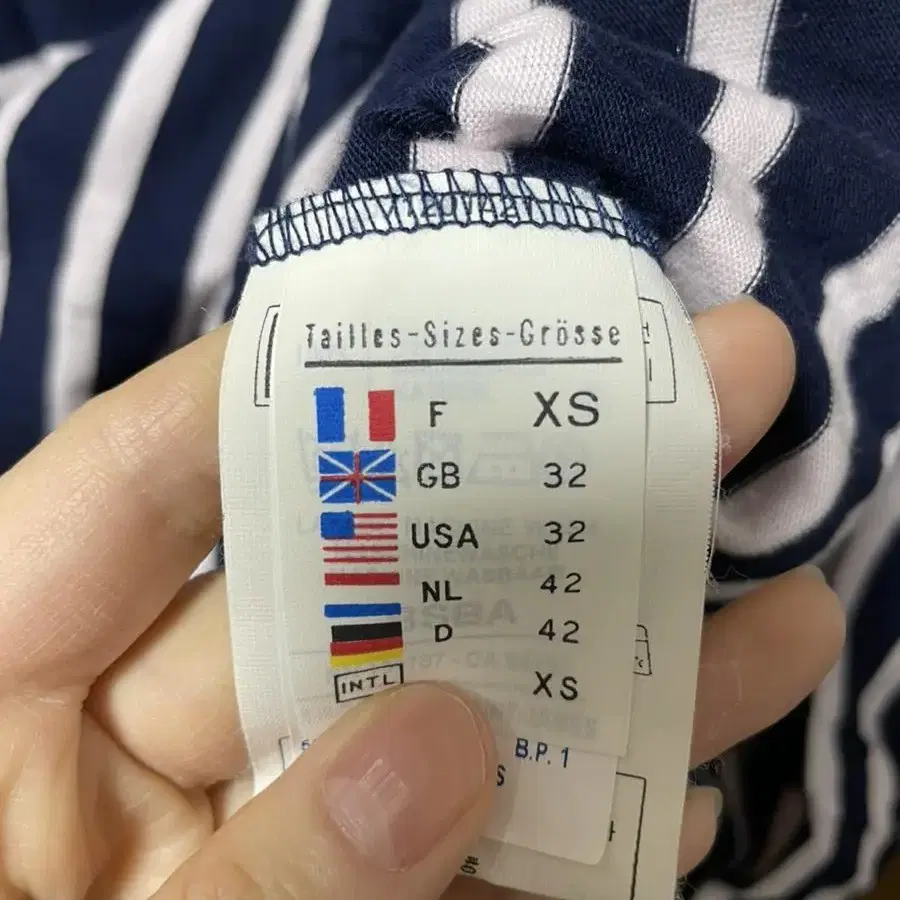 Tailles-Sizes-Grösse
F XS
GB 32
USA 32
NL 42
D 42
INTL XS
B.P. 1
S